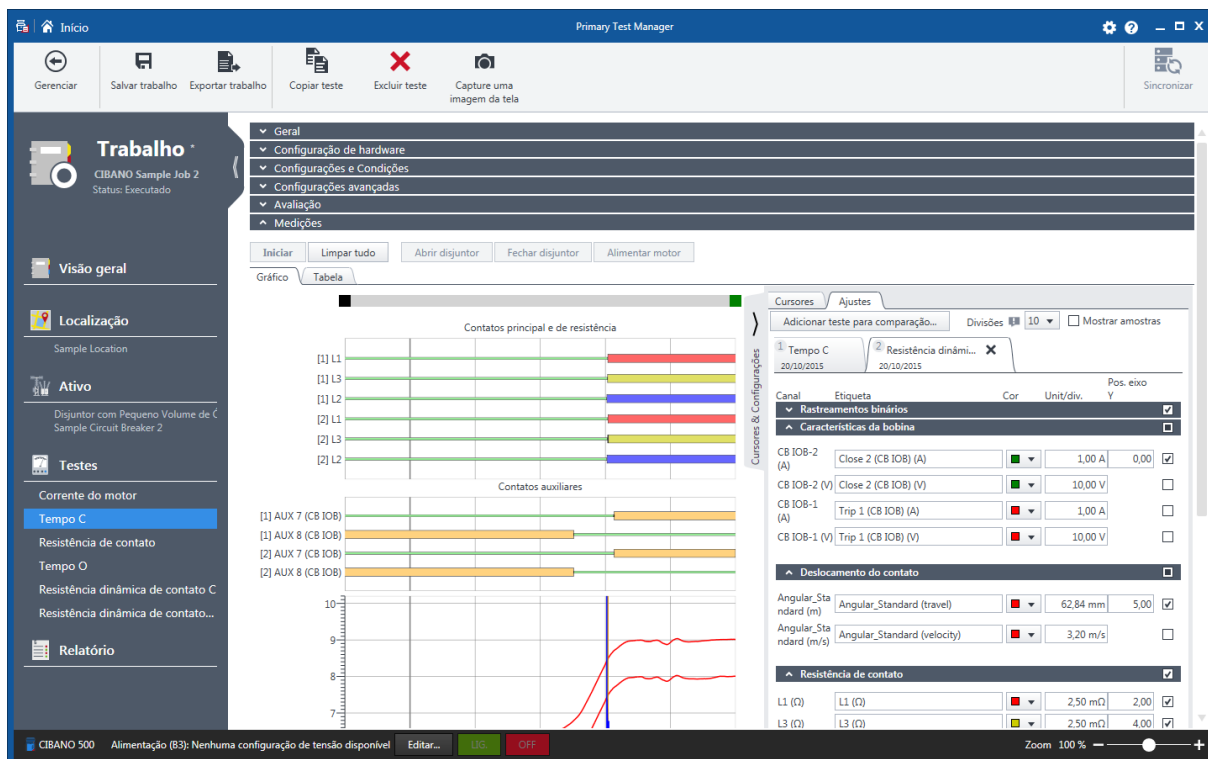 Início
Primary Test Manager
Gerenciar
Salvar trabalho
Exportar trabalho
Copiar teste
Excluir teste
Capture uma
imagem da tela
Sincronizar
Trabalho *
CIBANO Sample Job 2
Status: Executado
Visão geral
Localização
Sample Location
Ativo
Disjuntor com Pequeno Volume de Ó
Sample Circuit Breaker 2
Testes
Corrente do motor
Tempo C
Resistência de contato
Tempo O
Resistência dinâmica de contato C
Resistência dinâmica de contato...
Relatório
Geral
Configuração de hardware
Configurações e Condições
Configurações avançadas
Avaliação
Medições
Iniciar
Limpar tudo
Abrir disjuntor
Fechar disjuntor
Alimentar motor
Gráfico
Tabela
Contatos principal e de resistência
[1] L1
[1] L3
[1] L2
[2] L1
[2] L3
[2] L2
Contatos auxiliares
[1] AUX 7 (CB IOB)
[1] AUX 8 (CB IOB)
[2] AUX 7 (CB IOB)
[2] AUX 8 (CB IOB)
10
9
8
7
Cursores & Configurações
Cursores
Ajustes
Adicionar teste para comparação...
Divisões
10
Mostrar amostras
1 Tempo C
20/10/2015
2 Resistência dinâmi...
20/10/2015
Canal
Etiqueta
Cor
Unit/div.
Pos. eixo
Y
Rastreamentos binários
Características da bobina
CB IOB-2
(A)
Close 2 (CB IOB) (A)
1,00 A
0,00
CB IOB-2 (V)
Close 2 (CB IOB) (V)
10,00 V
CB IOB-1
(A)
Trip 1 (CB IOB) (A)
1,00 A
CB IOB-1 (V)
Trip 1 (CB IOB) (V)
10,00 V
Deslocamento do contato
Angular_Sta
ndard (m)
Angular_Standard (travel)
62,84 mm
5,00
Angular_Sta
ndard (m/s)
Angular_Standard (velocity)
3,20 m/s
Resistência de contato
L1 (Ω)
L1 (Ω)
2,50 mΩ
2,00
L3 (Ω)
L3 (Ω)
2,50 mΩ
4,00
CIBANO 500
Alimentação (B3): Nenhuma configuração de tensão disponível
Editar...
LIG.
OFF
Zoom 100 %